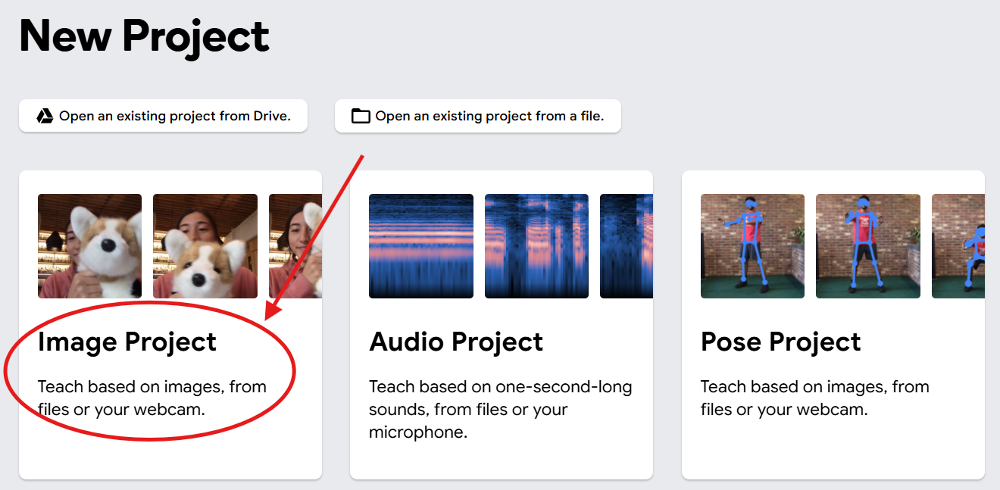 New Project
Open an existing project from Drive.
Open an existing project from a file.
Image Project
Teach based on images, from
files or your webcam.
Audio Project
Teach based on one-second-long
sounds, from files or your
microphone.
Pose Project
Teach based on images, from
files or your webcam.